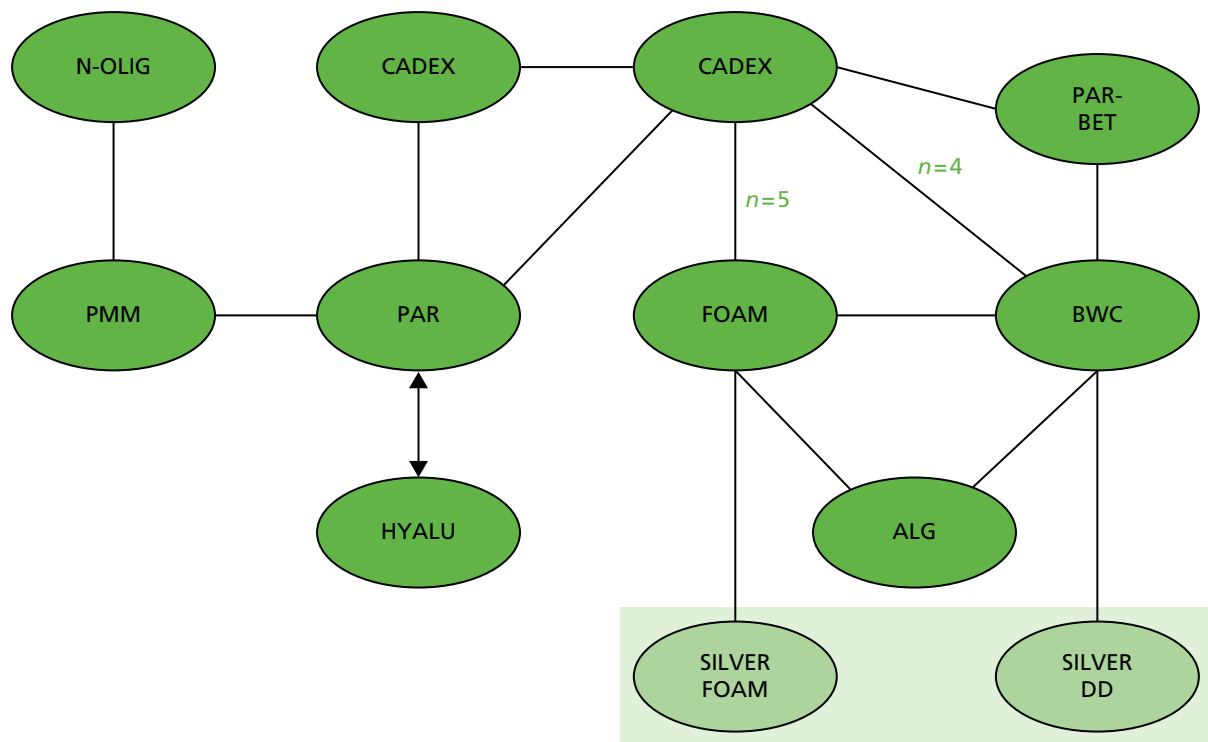 N-OLIG
CADEX
CADEX
PAR-
BET
n=4
n=5
PMM
PAR
FOAM
BWC
HYALU
ALG
SILVER
FOAM
SILVER
DD